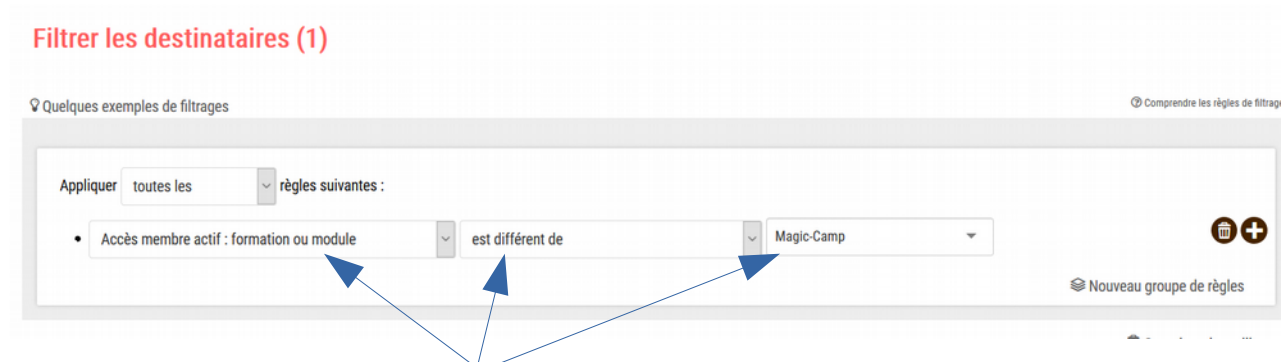 Filtrer les destinataires (1)
Quelques exemples de filtrages
Comprendre les règles de filtrage
Appliquer toutes les règles suivantes :
Accès membre actif : formation ou module est différent de Magic-Camp
Nouveau groupe de règles